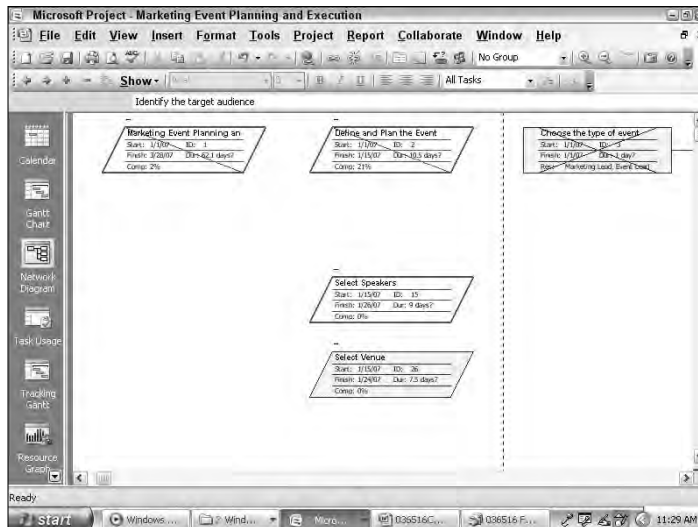 Microsoft Project - Marketing Event Planning and Execution
File Edit View Insert Format Tools Project Report Collaborate Window Help
No Group
Show All Tasks
Identify the target audience
Calendar
Gantt
Chart
Network
Diagram
Task Usage
Tracking
Gantt
Resource
Graph
Marketing Event Planning an
Start: 1/1/07 ID: 1
Finish: 3/28/07 Dur: 62.1 days?
Comp: 2%
Define and Plan the Event
Start: 1/1/07 ID: 2
Finish: 1/15/07 Dur: 10.5 days?
Comp: 21%
Choose the type of event
Start: 1/1/07 ID: 3
Finish: 1/1/07 Dur: 1 day?
Res: Marketing Lead, Event Lead
Select Speakers
Start: 1/15/07 ID: 15
Finish: 1/26/07 Dur: 9 days?
Comp: 0%
Select Venue
Start: 1/15/07 ID: 26
Finish: 1/24/07 Dur: 7.5 days?
Comp: 0%
Ready
start Windows .... 2 Wind... Micro... 036516C... 036516 F... 11:29 AM